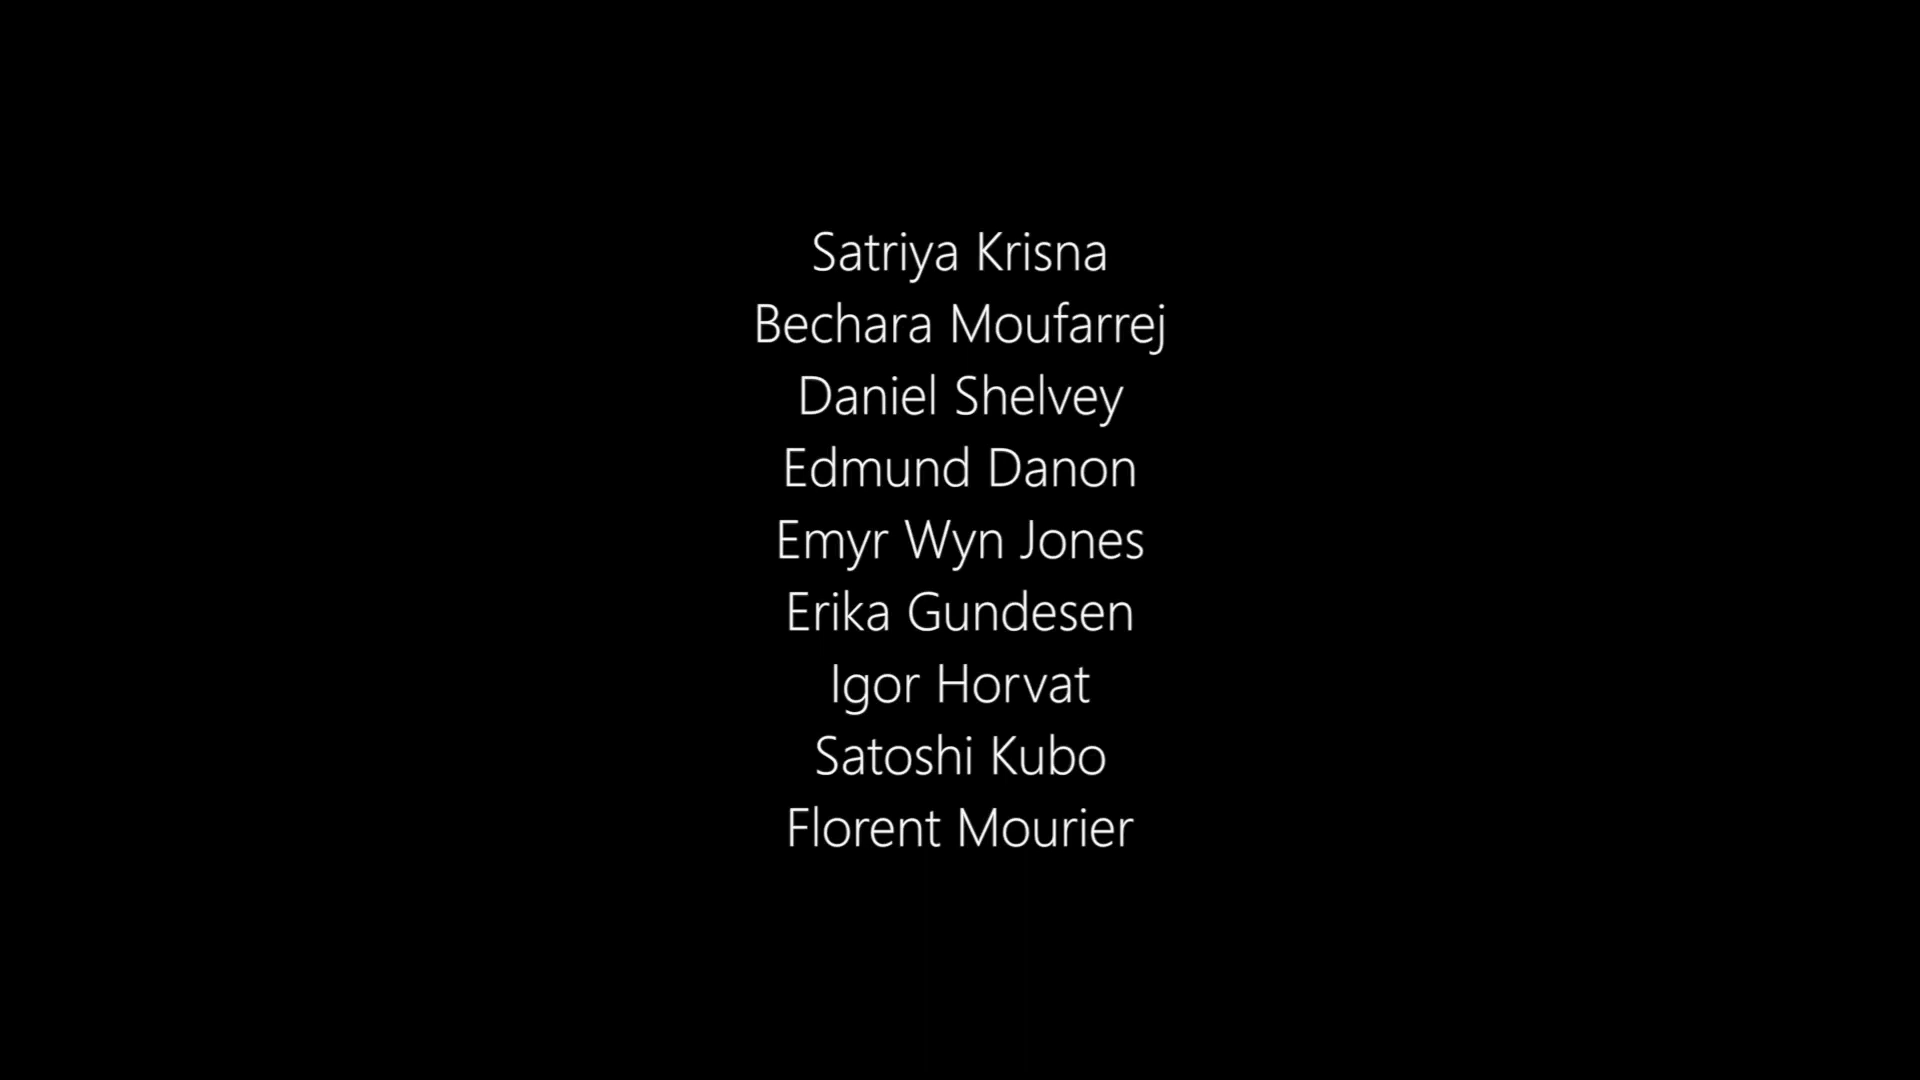 Satriya Krisna
Bechara Moufarrej
Daniel Shelvey
Edmund Danon
Emyr Wyn Jones
Erika Gundesen
Igor Horvat
Satoshi Kubo
Florent Mourier